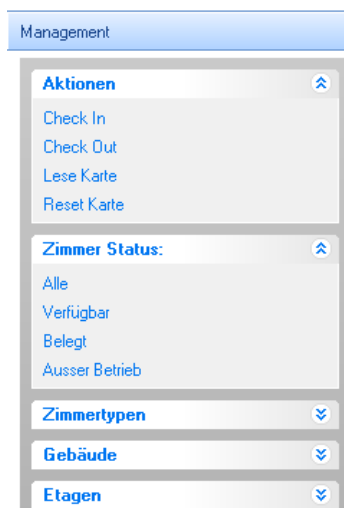 Management
Aktionen
Check In
Check Out
Lese Karte
Reset Karte
Zimmer Status:
Alle
Verfügbar
Belegt
Ausser Betrieb
Zimmertypen
Gebäude
Etagen